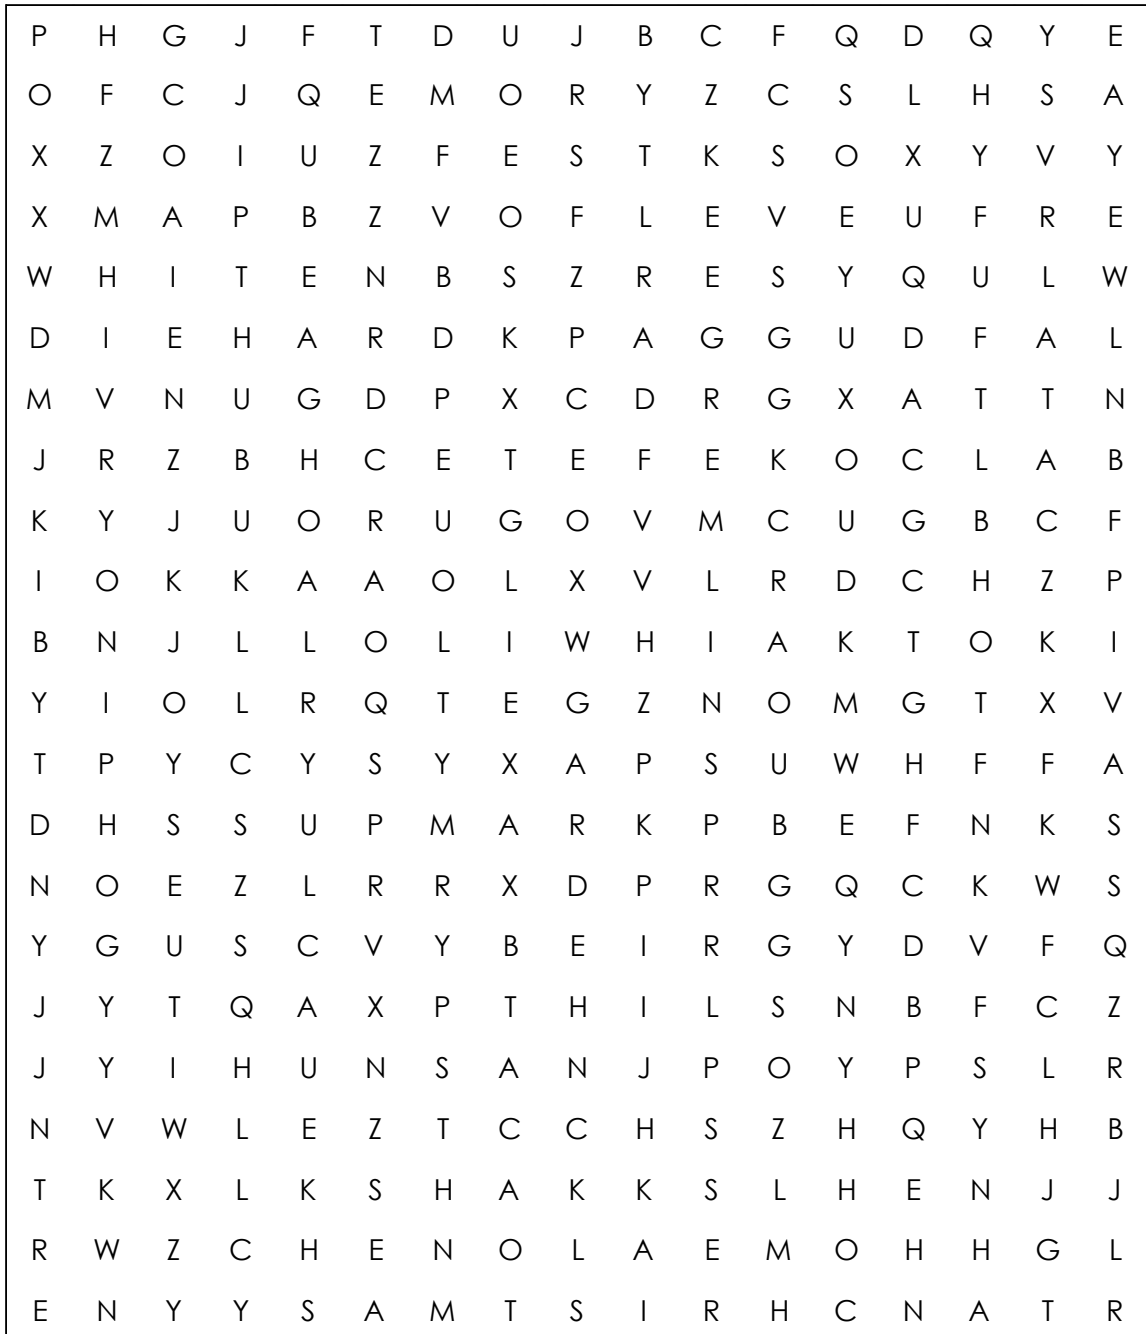 P H G J F T D U J B C F Q D Q Y E
O F C J Q E M O R Y Z C S L H S A
X Z O I U Z F E S T K S O X Y V Y
X M A P B Z V O F L E V E U F R E
W H I T E N B S Z R E S Y Q U L W
D I E H A R D K P A G G U D F A L
M V N U G D P X C D R G X A T T N
J R Z B H C E T E F E K O C L A B
K Y J U O R U G O V M C U G B C F
I O K K A A O L X V L R D C H Z P
B N J L L O L I W H I A K T O K I
Y I O L R Q T E G Z N O M G T X V
T P Y C Y S Y X A P S U W H F F A
D H S S U P M A R K P B E F N K S
N O E Z L R R X D P R G Q C K W S
Y G U S C V Y B E I R G Y D V F Q
J Y T Q A X P T H I L S N B F C Z
J Y I H U N S A N J P O Y P S L R
N V W L E Z T C C H S Z H Q Y H B
T K X L K S H A K K S L H E N J J
R W Z C H E N O L A E M O H H G L
E N Y Y S A M T S I R H C N A T R